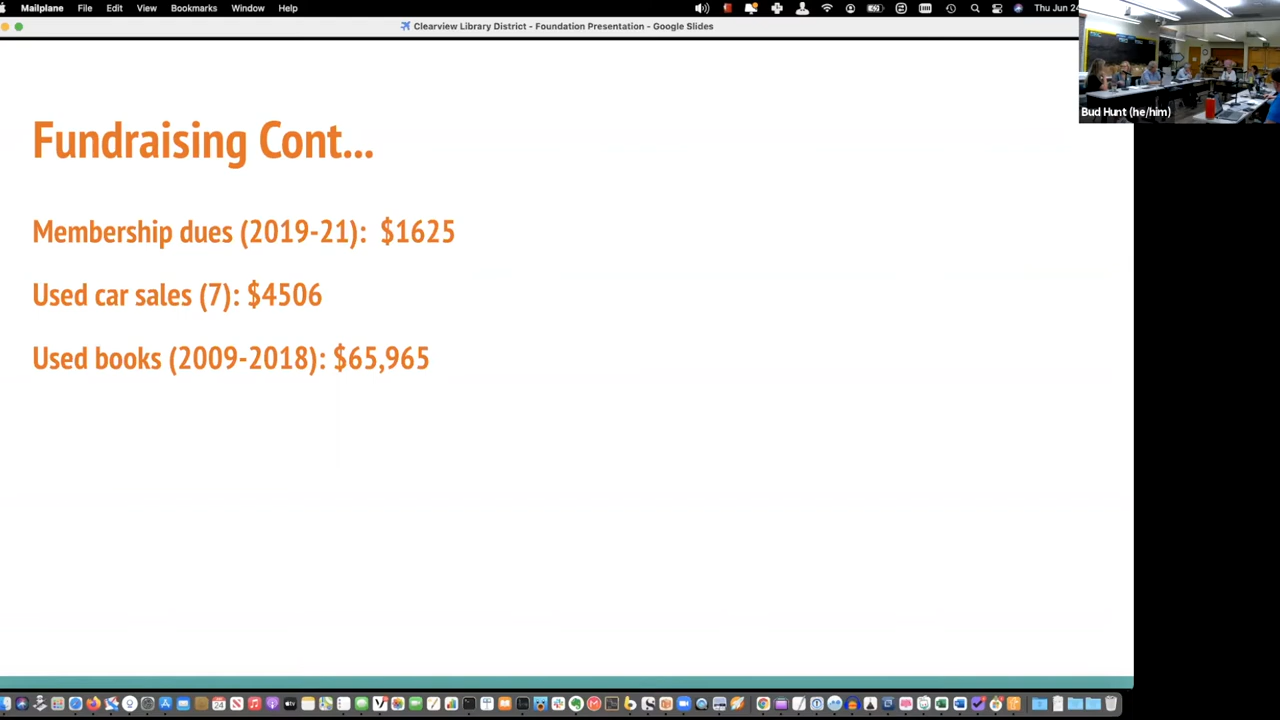 Mailplane File Edit View Bookmarks Window Help Thu Jun 24
Clearview Library District - Foundation Presentation - Google Slides
Bud Hunt (he/him)
Fundraising Cont...
Membership dues (2019-21): $1625
Used car sales (7): $4506
Used books (2009-2018): $65,965